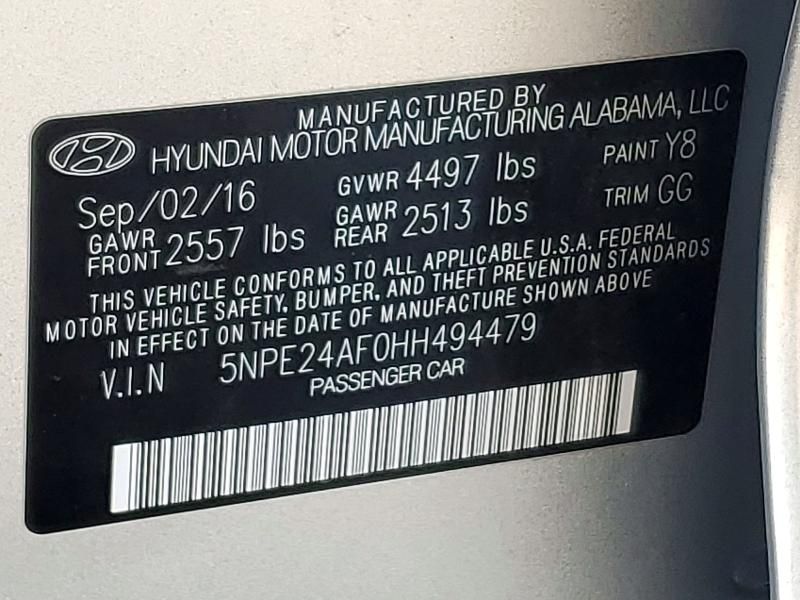 MANUFACTURED BY
HYUNDAI MOTOR MANUFACTURING ALABAMA, LLC
Sep/02/16 GVWR 4497 lbs PAINT Y8
GAWR FRONT 2557 lbs GAWR REAR 2513 lbs TRIM GG
THIS VEHICLE CONFORMS TO ALL APPLICABLE U.S.A. FEDERAL
MOTOR VEHICLE SAFETY, BUMPER, AND THEFT PREVENTION STANDARDS
IN EFFECT ON THE DATE OF MANUFACTURE SHOWN ABOVE
V.I.N 5NPE24AF0HH494479
PASSENGER CAR